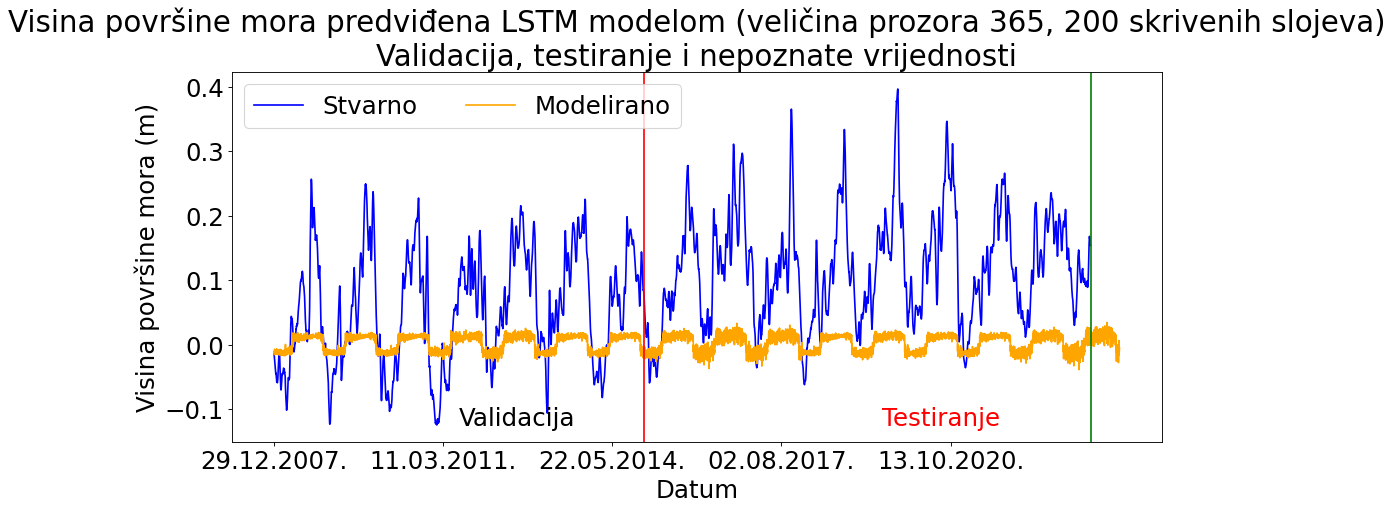 Visina površine mora predviđena LSTM modelom (veličina prozora 365, 200 skrivenih slojeva)
Validacija, testiranje i nepoznate vrijednosti
Stvarno Modelirano
Visina površine mora (m)
0.4
0.3
0.2
0.1
0.0
−0.1
Validacija Testiranje
29.12.2007. 11.03.2011. 22.05.2014. 02.08.2017. 13.10.2020.
Datum